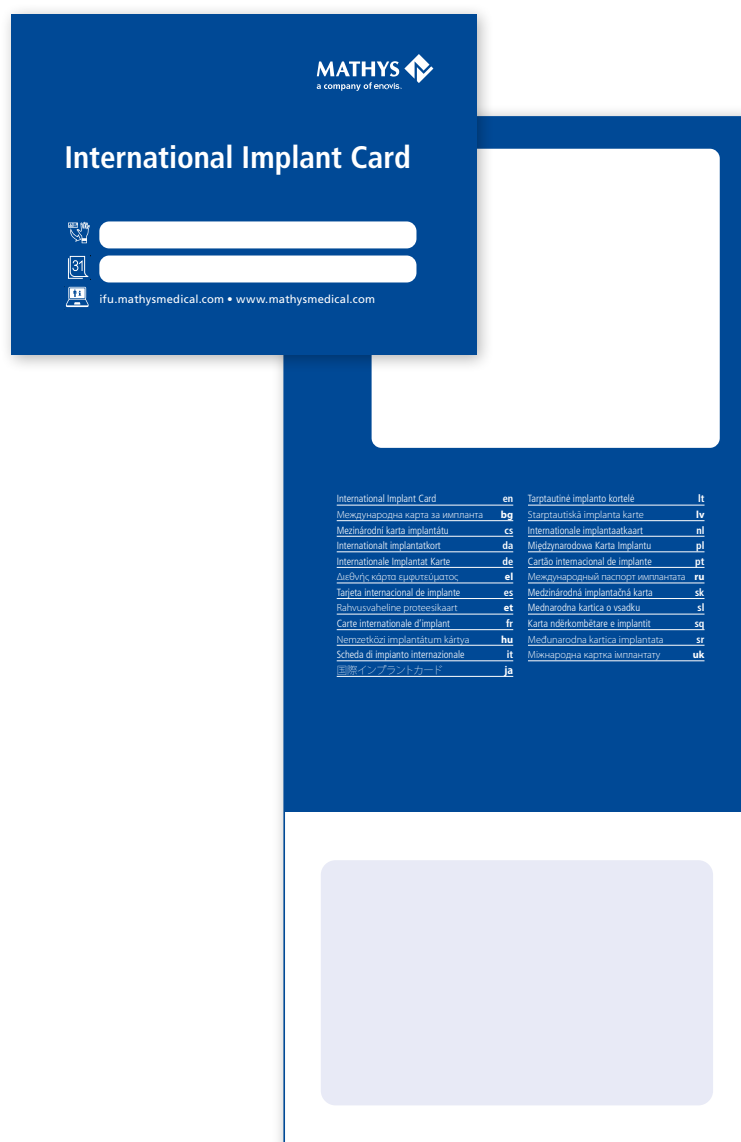 MATHYS
a company of enovis.
International Implant Card
31
ifu.mathysmedical.com • www.mathysmedical.com
International Implant Card en
Международна карта за импланта bg
Mezinárodní karta implantátu cs
Internationalt implantatkort da
Internationale Implantat Karte de
Διεθνής κάρτα εμφυτεύματος el
Tarjeta internacional de implante es
Rahvusvaheline proteesikaart et
Carte internationale d’implant fr
Nemzetközi implantátum kártya hu
Scheda di impianto internazionale it
国際インプラントカード ja
Tarptautinė implanto kortelė lt
Starptautiskā implanta karte lv
Internationale implantaatkaart nl
Międzynarodowa Karta Implantu pl
Cartão internacional de implante pt
Международный паспорт имплантата ru
Medzinárodná implantačná karta sk
Mednarodna kartica o vsadku sl
Karta ndërkombëtare e implantit sq
Međunarodna kartica implantata sr
Міжнародна картка імплантату uk